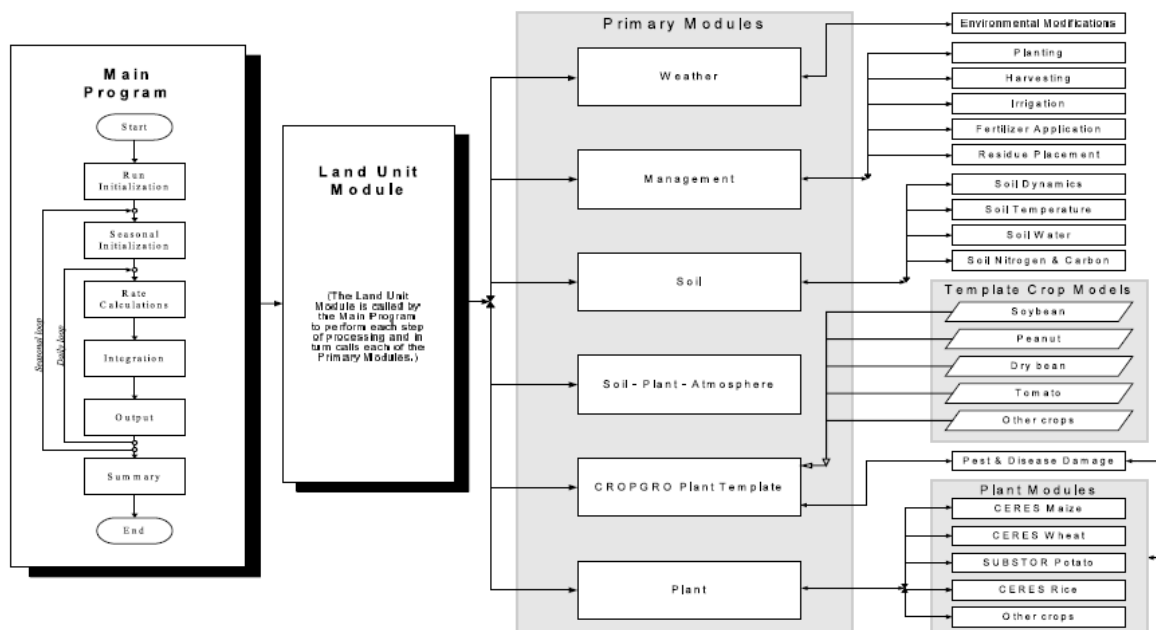 Main
Program
Start
Run
Initialization
Seasonal
Initialization
Rate
Calculations
Integration
Output
Summary
End
Seasonal loop
Daily loop
Land Unit
Module
(The Land Unit
Module is called by
the Main Program
to perform each step
of processing and in
turn calls each of the
Primary Modules.)
Primary Modules
Weather
Management
Soil
Soil - Plant - Atmosphere
CROPGRO Plant Template
Plant
Environmental Modifications
Planting
Harvesting
Irrigation
Fertilizer Application
Residue Placement
Soil Dynamics
Soil Temperature
Soil Water
Soil Nitrogen & Carbon
Template Crop Models
Soybean
Peanut
Dry bean
Tomato
Other crops
Pest & Disease Damage
Plant Modules
CERES Maize
CERES Wheat
SUBSTOR Potato
CERES Rice
Other crops